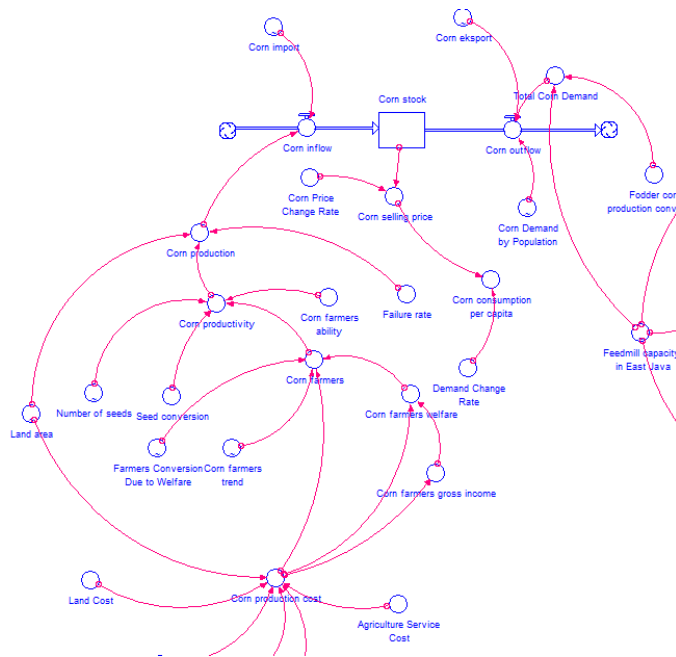 Corn import
Corn eksport
Corn stook
Total Corn Demand
Corn inflow
Corn outflow
Corn Price
Change Rate
Corn selling price
Corn Demand
by Population
Fodder cor
production conv
Corn production
Corn consumption
per capita
Corn farmers
ability
Failure rate
Corn productivity
Feedmill capacity
in East Java
Corn farmers
Demand Change
Rate
Number of seeds
Seed conversion
Corn farmers welfare
Land area
Farmers Conversion
Due to Welfare
Corn farmers
trend
Corn farmers gross income
Land Cost
Corn production cost
Agriculture Service
Cost